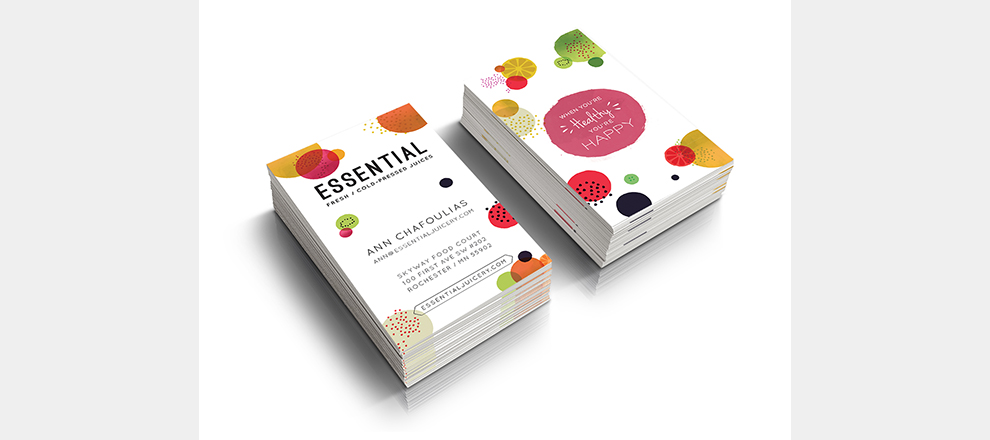 ESSENTIAL
FRESH / COLD-PRESSED JUICES
ANN CHAFOULIAS
ANN@ESSENTIALJUICERY.COM
SKYWAY FOOD COURT
100 FIRST AVE SW #202
ROCHESTER / MN 55902
ESSENTIALJUICERY.COM
WHEN YOU'RE
Healthy
YOU'RE
HAPPY